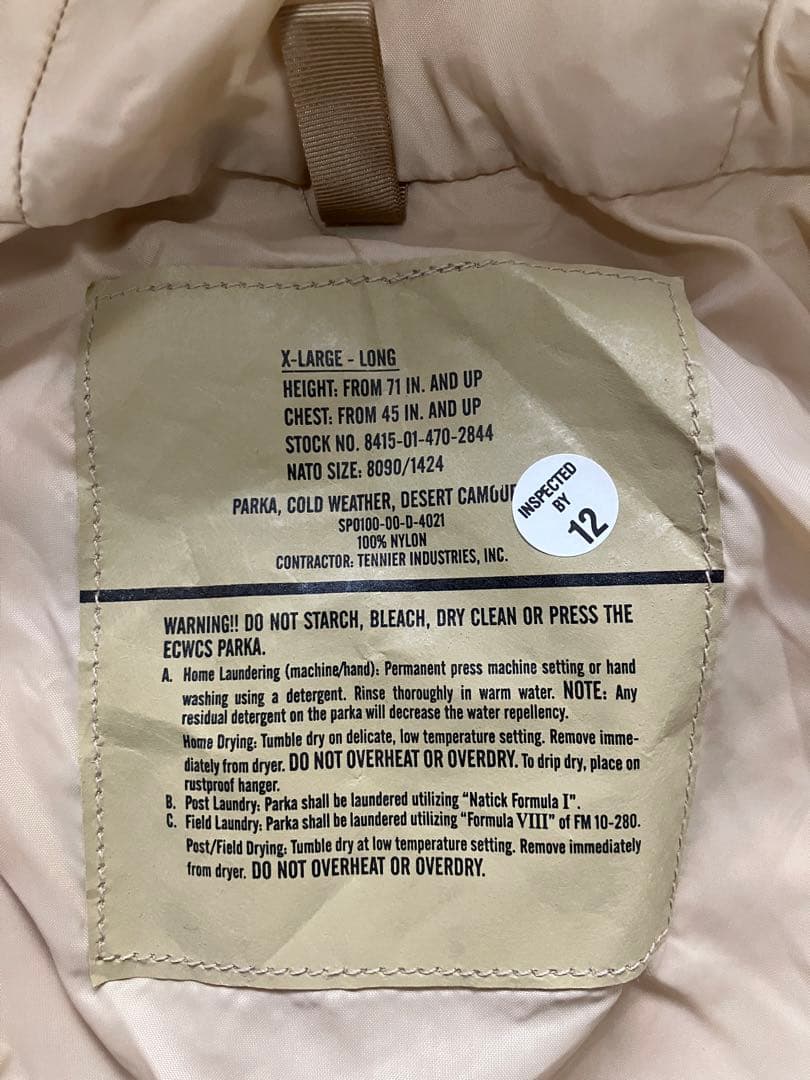 X-LARGE - LONG
HEIGHT: FROM 71 IN. AND UP
CHEST: FROM 45 IN. AND UP
STOCK NO. 8415-01-470-2844
NATO SIZE: 8090/1424
PARKA, COLD WEATHER, DESERT CAMOUF
SPO100-00-D-4021
100% NYLON
CONTRACTOR: TENNIER INDUSTRIES, INC.
INSPECTED
BY
12
WARNING!! DO NOT STARCH, BLEACH, DRY CLEAN OR PRESS THE
ECWCS PARKA.
A. Home Laundering (machine/hand): Permanent press machine setting or hand
washing using a detergent. Rinse thoroughly in warm water. NOTE: Any
residual detergent on the parka will decrease the water repellency.
Home Drying: Tumble dry on delicate, low temperature setting. Remove imme-
diately from dryer. DO NOT OVERHEAT OR OVERDRY. To drip dry, place on
rustproof hanger.
B. Post Laundry: Parka shall be laundered utilizing "Natick Formula I".
C. Field Laundry: Parka shall be laundered utilizing "Formula VIII" of FM 10-280.
Post/Field Drying: Tumble dry at low temperature setting. Remove immediately
from dryer. DO NOT OVERHEAT OR OVERDRY.